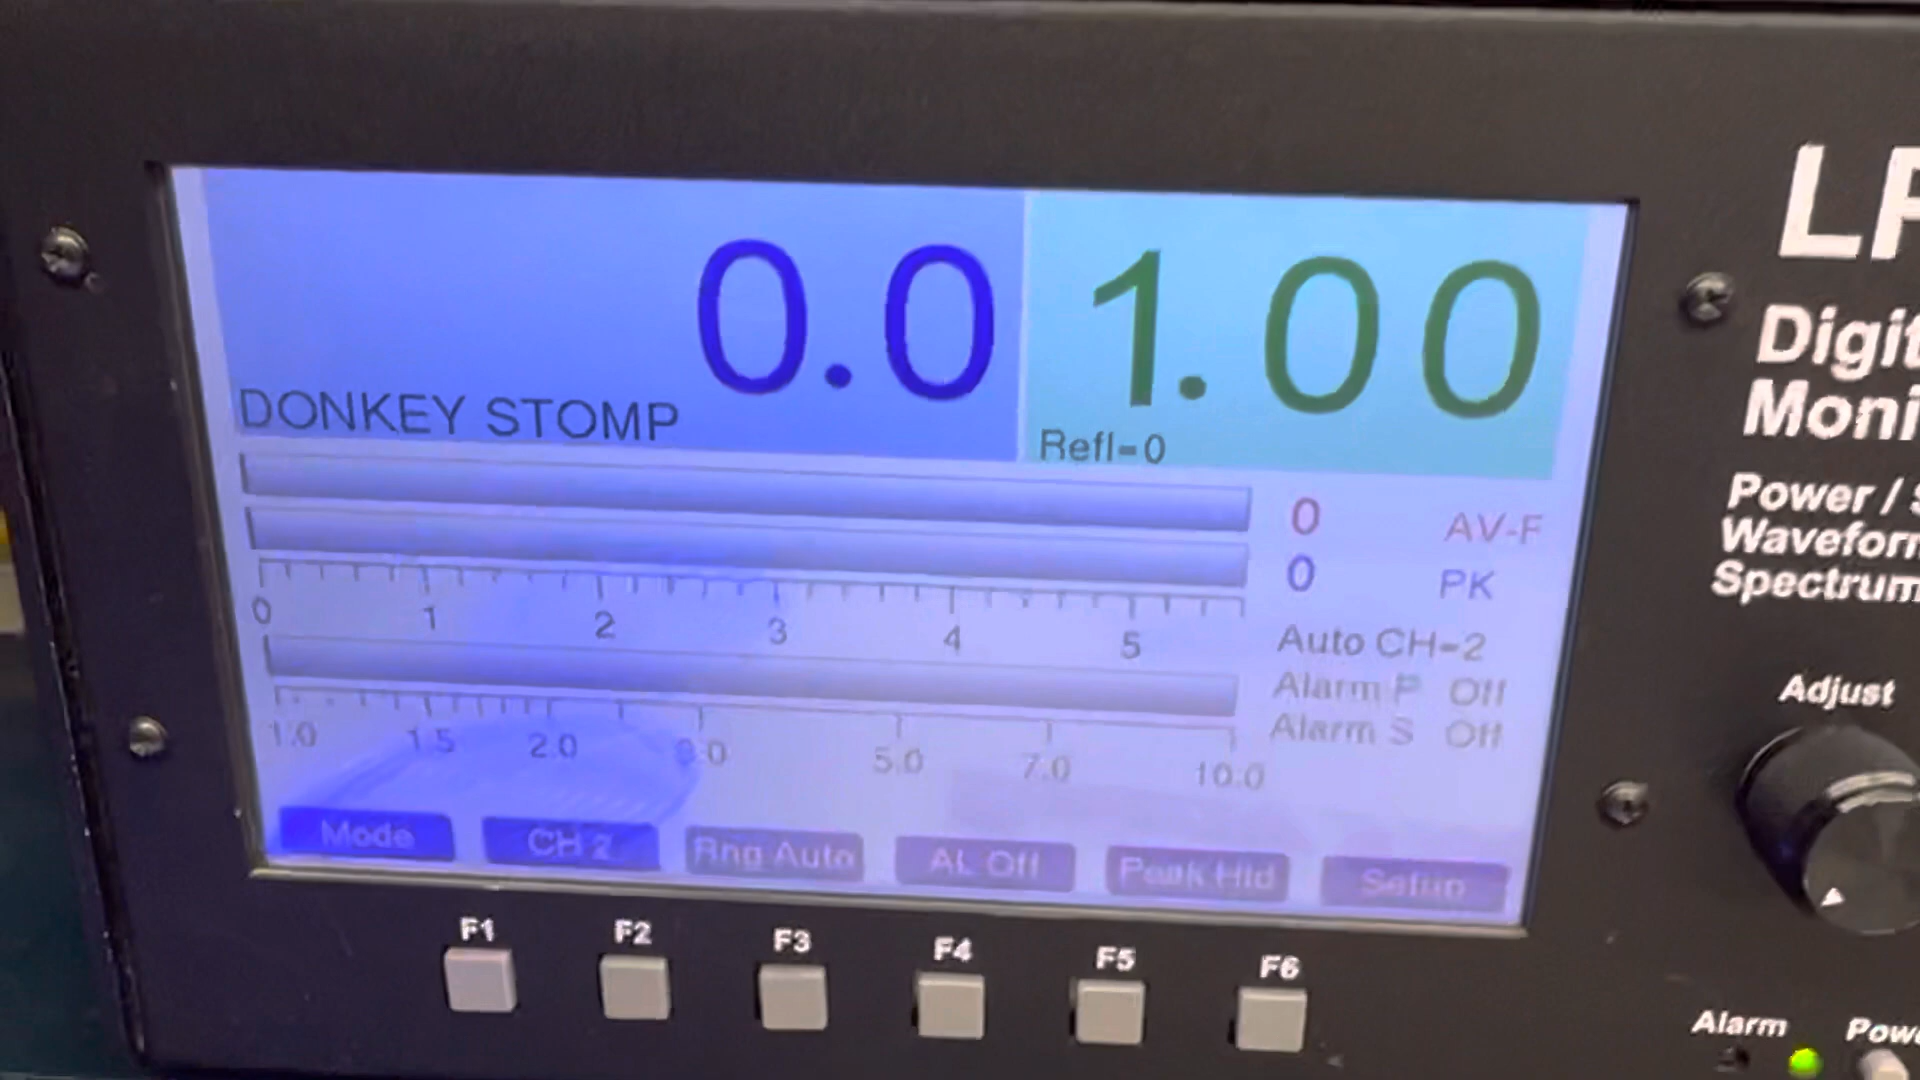 0.0 1.00
DONKEY STOMP
Refl=0
0 AV-F
0 PK
0 1 2 3 4 5
Auto CH=2
Alarm P Off
Alarm S Off
1.0 1.5 2.0 3.0 5.0 7.0 10.0
Mode CH 2 Rng Auto AL Off Peak Hld Setup
F1 F2 F3 F4 F5 F6
LP
Digit
Moni
Power / S
Waveform
Spectrum
Adjust
Alarm Powe